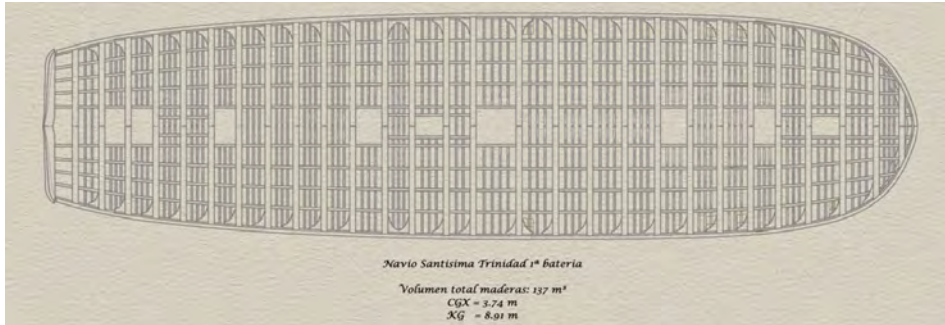 Navio Santisima Trinidad 1ª bateria
Volumen total maderas: 137 m³
CGX = 3.74 m
KG = 8.91 m